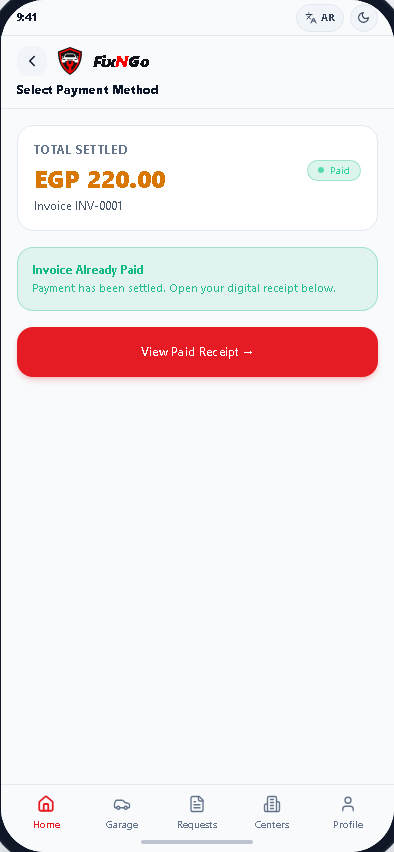 9:41
AR
FixNGo
Select Payment Method
TOTAL SETTLED
EGP 220.00
Paid
Invoice INV-0001
Invoice Already Paid
Payment has been settled. Open your digital receipt below.
View Paid Receipt →
Home Garage Requests Centers Profile